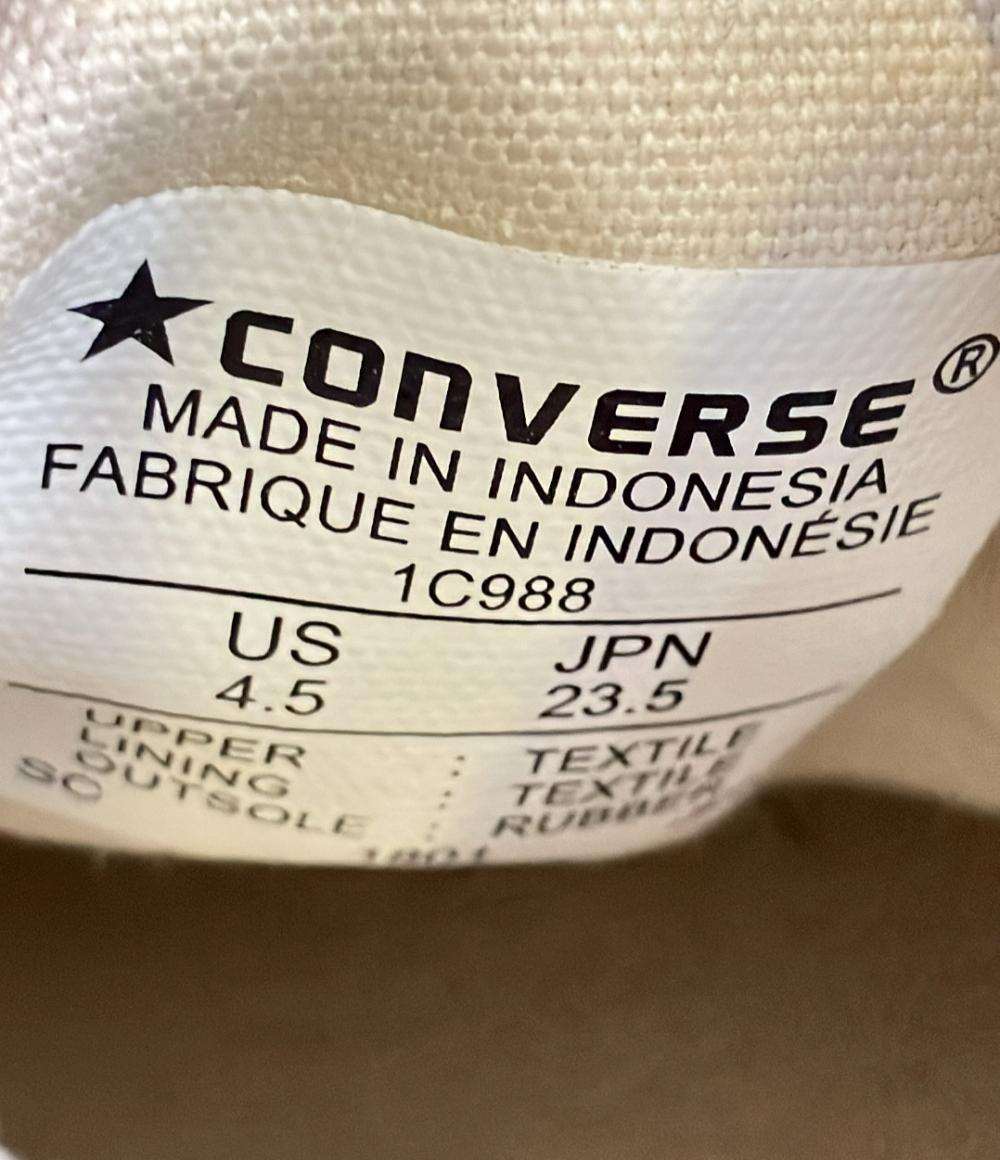 ★CONVERSE®
MADE IN INDONESIA
FABRIQUE EN INDONÉSIE
1C988
US JPN
4.5 23.5
UPPER : TEXTILE
LINING : TEXTILE
OUTSOLE : RUBBER
SC